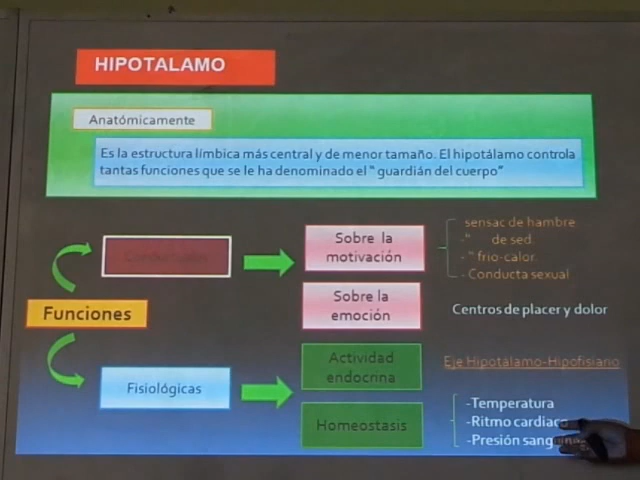 HIPOTALAMO
Anatómicamente
Es la estructura límbica más central y de menor tamaño. El hipotálamo controla
tantas funciones que se le ha denominado el " guardián del cuerpo"
Funciones
Sobre la
motivación
sensac de hambre
-" de sed.
- " frio-calor.
- Conducta sexual
Sobre la
emoción
Centros de placer y dolor
Fisiológicas
Actividad
endocrina
Eje Hipotálamo-Hipofisiario
Homeostasis
-Temperatura
-Ritmo cardiaco
-Presión